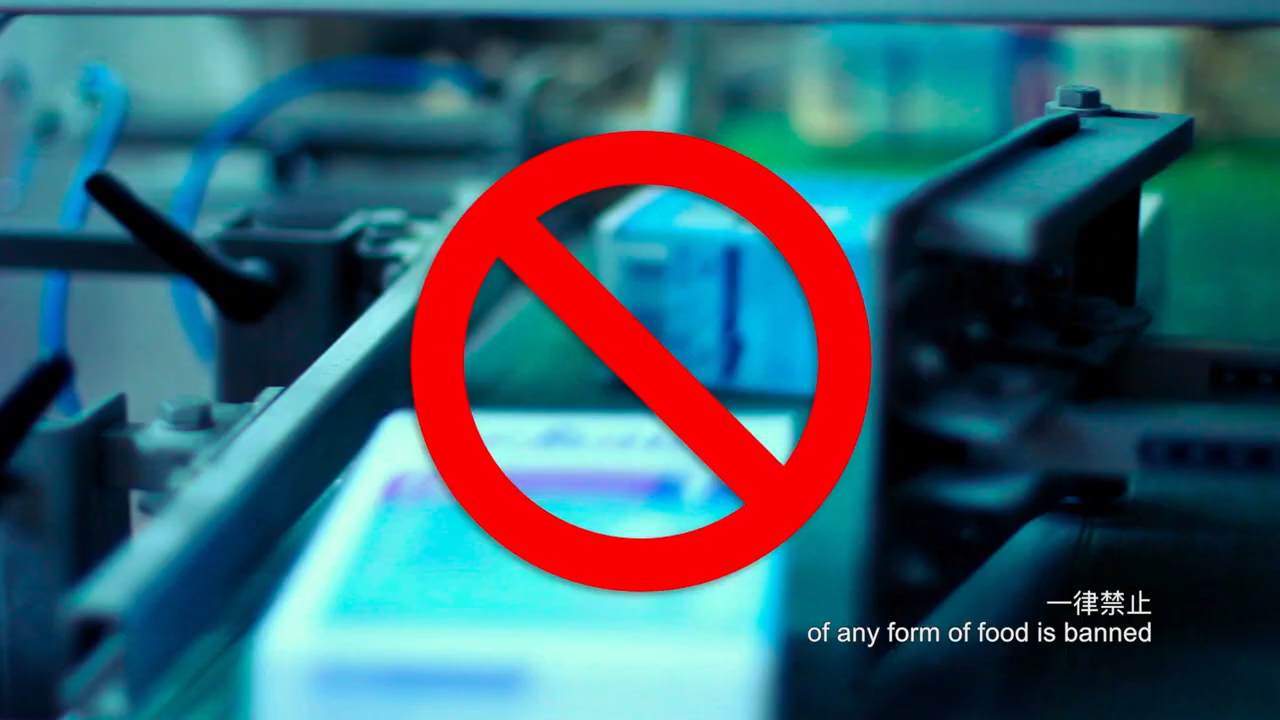 一律禁止
of any form of food is banned